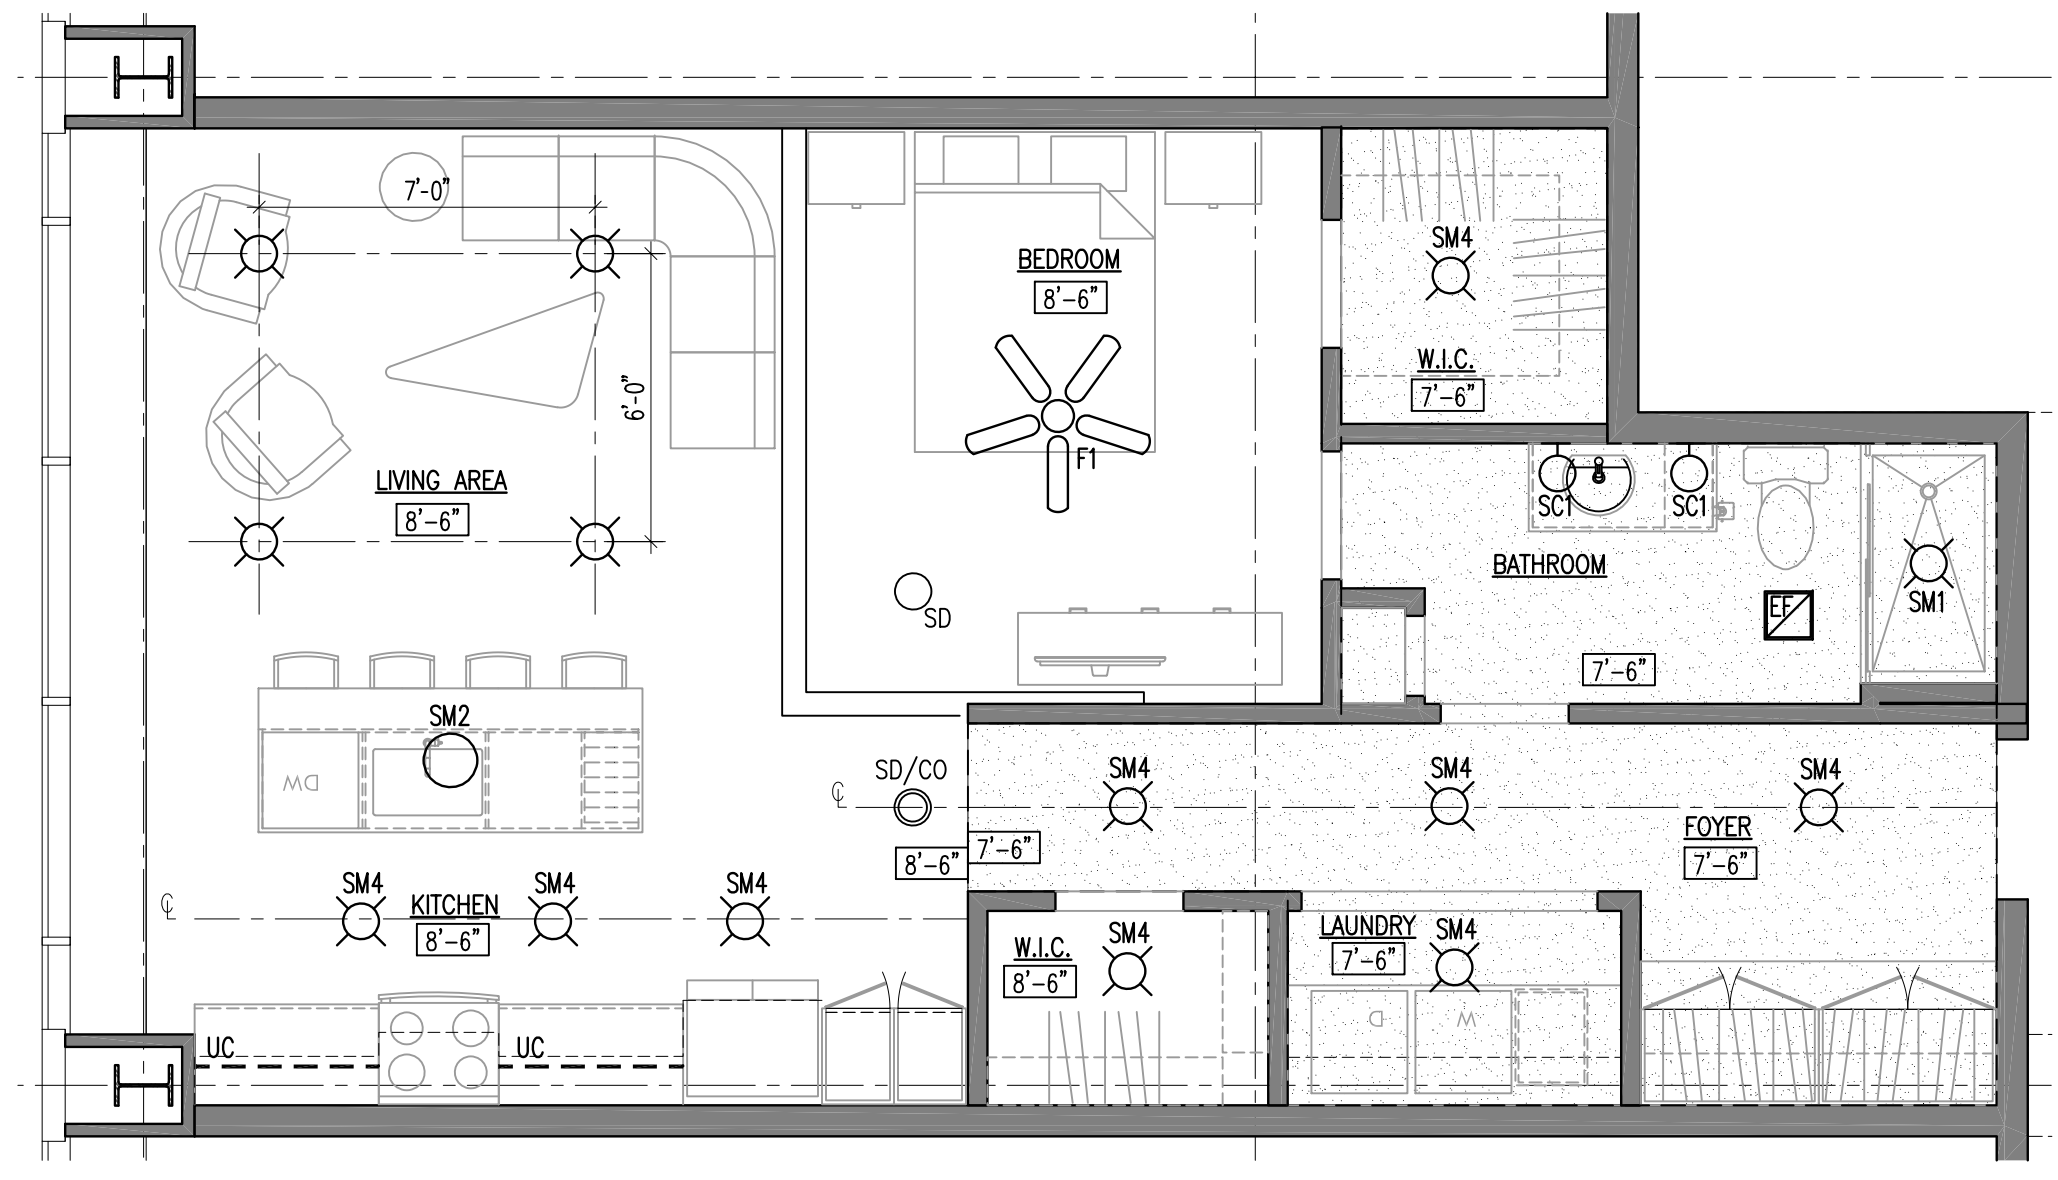 7'-0"
BEDROOM
8'-6"
SM4
W.I.C.
7'-6"
6'-0"
F1
LIVING AREA
8'-6"
SC1
SC1
BATHROOM
EF
SM1
SD
7'-6"
SM2
DW
SD/CO
℄
SM4
SM4
SM4
FOYER
7'-6"
8'-6"
7'-6"
℄
SM4
SM4
SM4
KITCHEN
8'-6"
W.I.C.
8'-6"
SM4
LAUNDRY
7'-6"
SM4
D
W
UC
UC